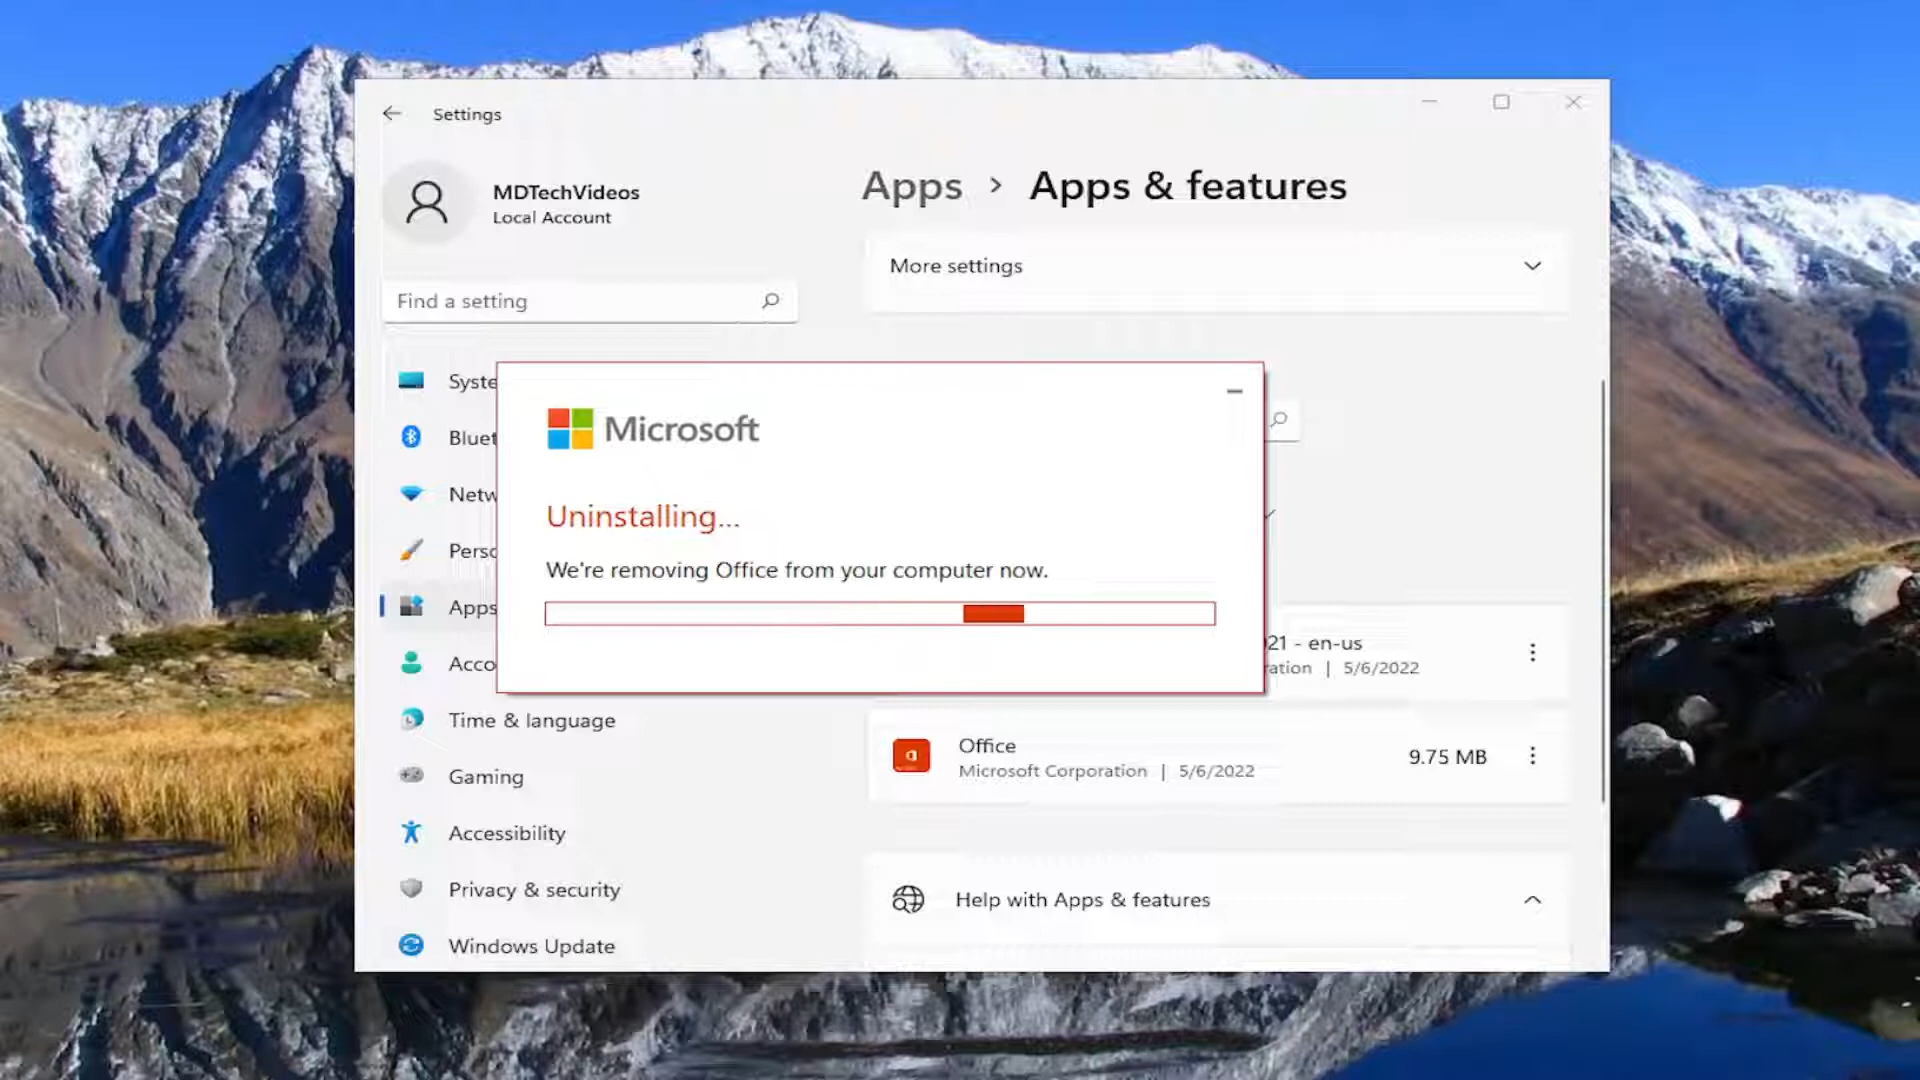 Settings
MDTechVideos
Local Account
Find a setting
Apps > Apps & features
More settings
Syste
Bluet
Netw
Perso
Apps
Acco
Time & language
Gaming
Accessibility
Privacy & security
Windows Update
Microsoft
Uninstalling...
We're removing Office from your computer now.
21 - en-us
ration | 5/6/2022
Office
Microsoft Corporation | 5/6/2022
9.75 MB
Help with Apps & features